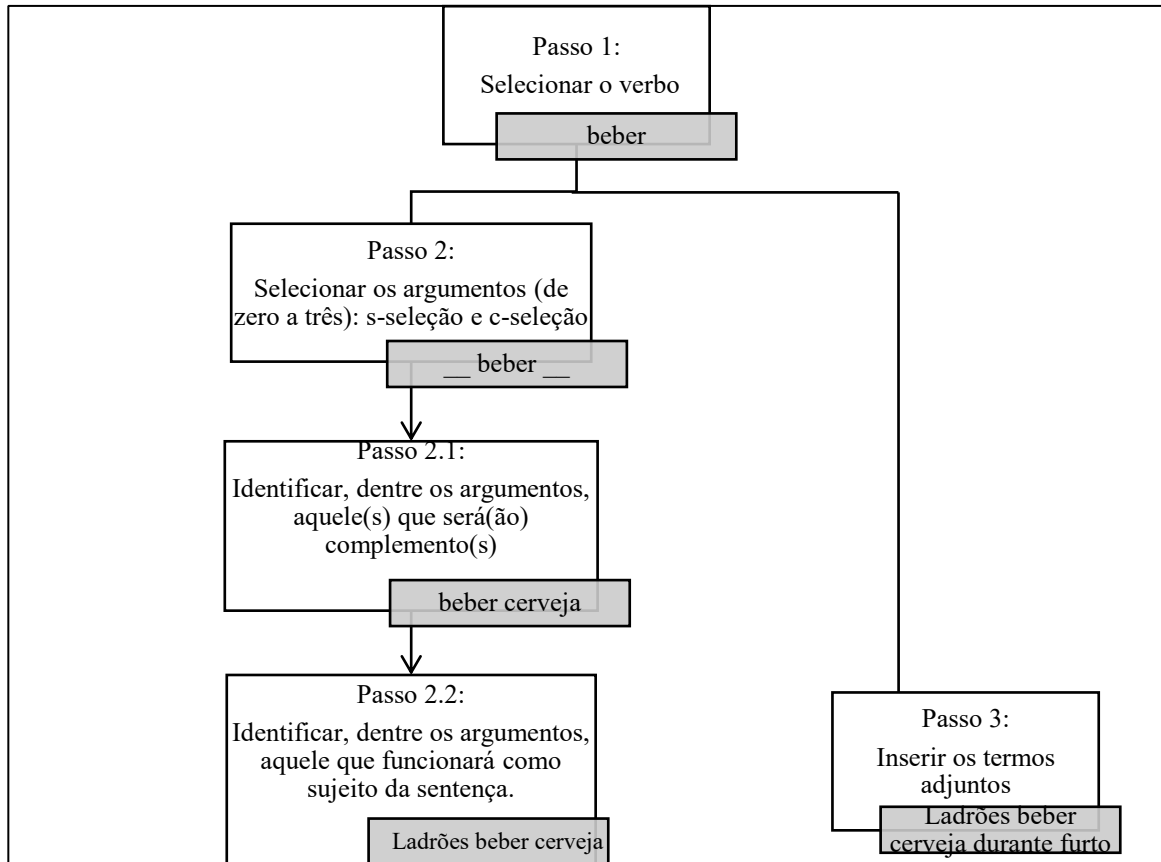 Passo 1:
Selecionar o verbo
beber
Passo 2:
Selecionar os argumentos (de
zero a três): s-seleção e c-seleção
__ beber __
Passo 2.1:
Identificar, dentre os argumentos,
aquele(s) que será(ão)
complemento(s)
beber cerveja
Passo 2.2:
Identificar, dentre os argumentos,
aquele que funcionará como
sujeito da sentença.
Ladrões beber cerveja
Passo 3:
Inserir os termos
adjuntos
Ladrões beber
cerveja durante furto